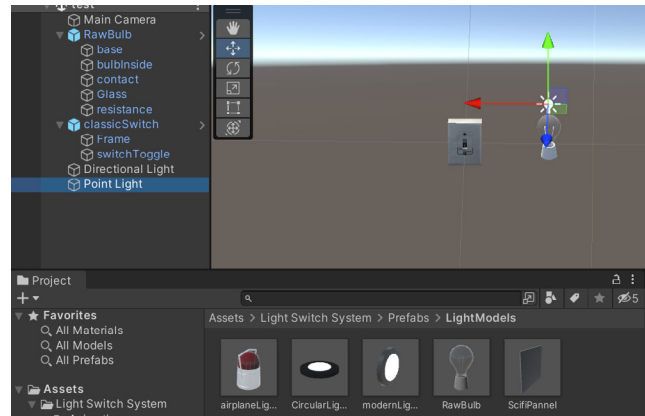 Main Camera
RawBulb
base
bulbInside
contact
Glass
resistance
classicSwitch
Frame
switchToggle
Directional Light
Point Light
Project
5
Favorites
All Materials
All Models
All Prefabs
Assets
Light Switch System
Assets > Light Switch System > Prefabs > LightModels
airplaneLig...
CircularLig...
modernLig...
RawBulb
ScifiPannel